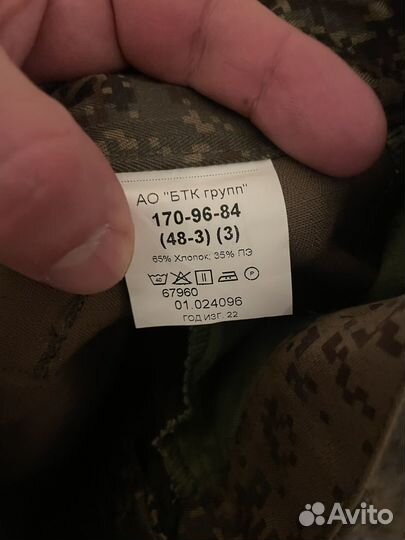 АО "БТК групп"
170-96-84
(48-3) (3)
65% Хлопок; 35% ПЭ
40 P
67960
01.024096
ГОД ИЗГ. 22
Avito